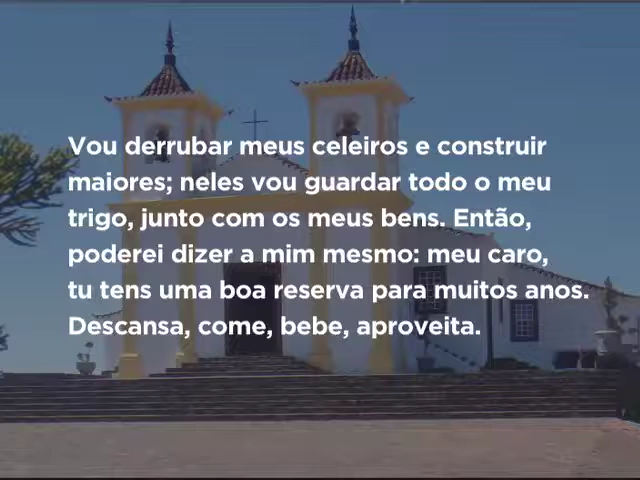 Vou derrubar meus celeiros e construir
maiores; neles vou guardar todo o meu
trigo, junto com os meus bens. Então,
poderei dizer a mim mesmo: meu caro,
tu tens uma boa reserva para muitos anos.
Descansa, come, bebe, aproveita.